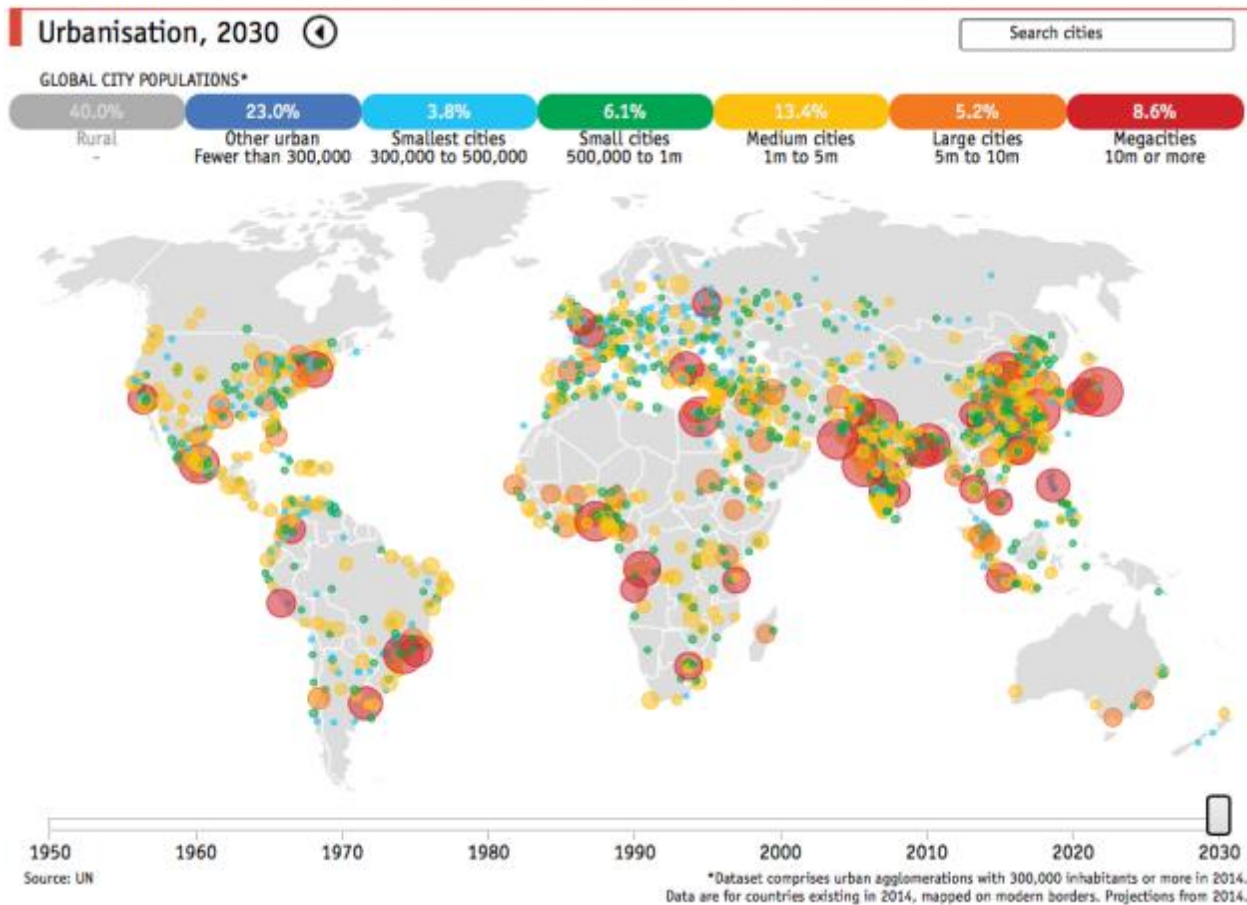 Urbanisation, 2030
Search cities
GLOBAL CITY POPULATIONS*
40.0% 23.0% 3.8% 6.1% 13.4% 5.2% 8.6%
Rural Other urban Smallest cities Small cities Medium cities Large cities Megacities
- Fewer than 300,000 300,000 to 500,000 500,000 to 1m 1m to 5m 5m to 10m 10m or more
1950 1960 1970 1980 1990 2000 2010 2020 2030
Source: UN
*Dataset comprises urban agglomerations with 300,000 inhabitants or more in 2014.
Data are for countries existing in 2014, mapped on modern borders. Projections from 2014.